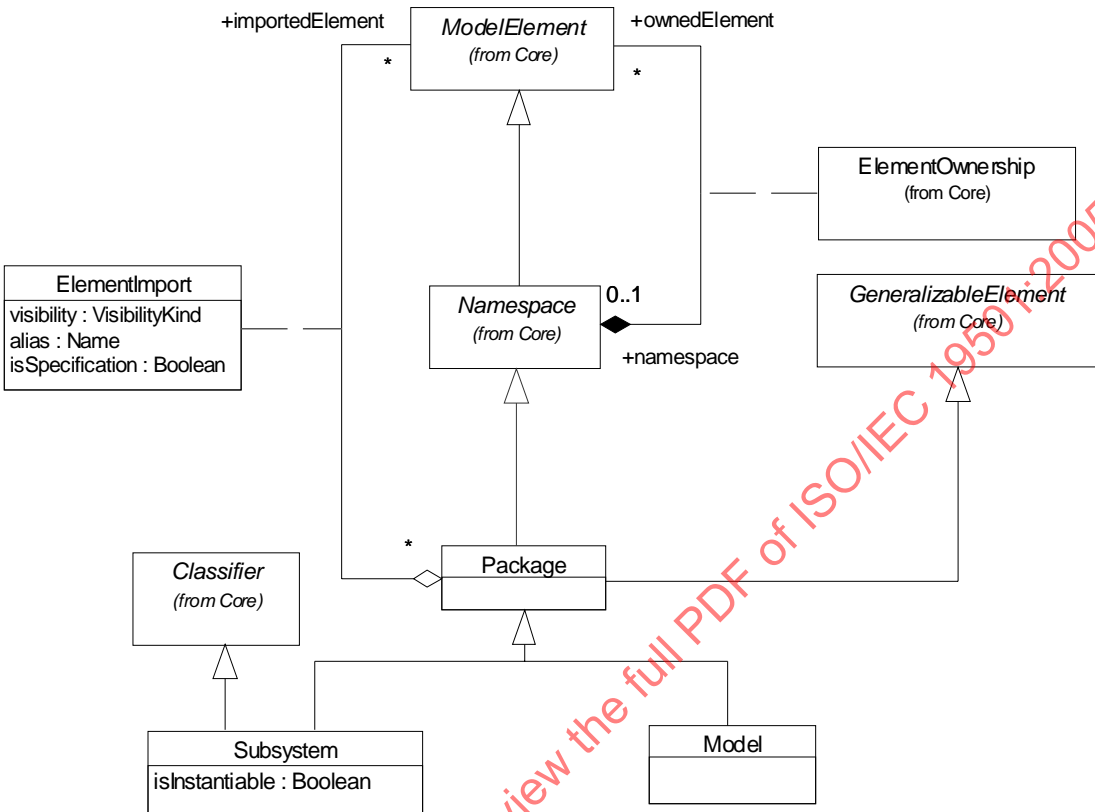 +importedElement
*
ModelElement
(from Core)
+ownedElement
*
ElementOwnership
(from Core)
ElementImport
visibility : VisibilityKind
alias : Name
isSpecification : Boolean
Namespace
(from Core)
0..1
+namespace
GeneralizableElement
(from Core)
*
Package
Classifier
(from Core)
Subsystem
isInstantiable : Boolean
Model
view the full PDF of ISO/IEC 19501:2005